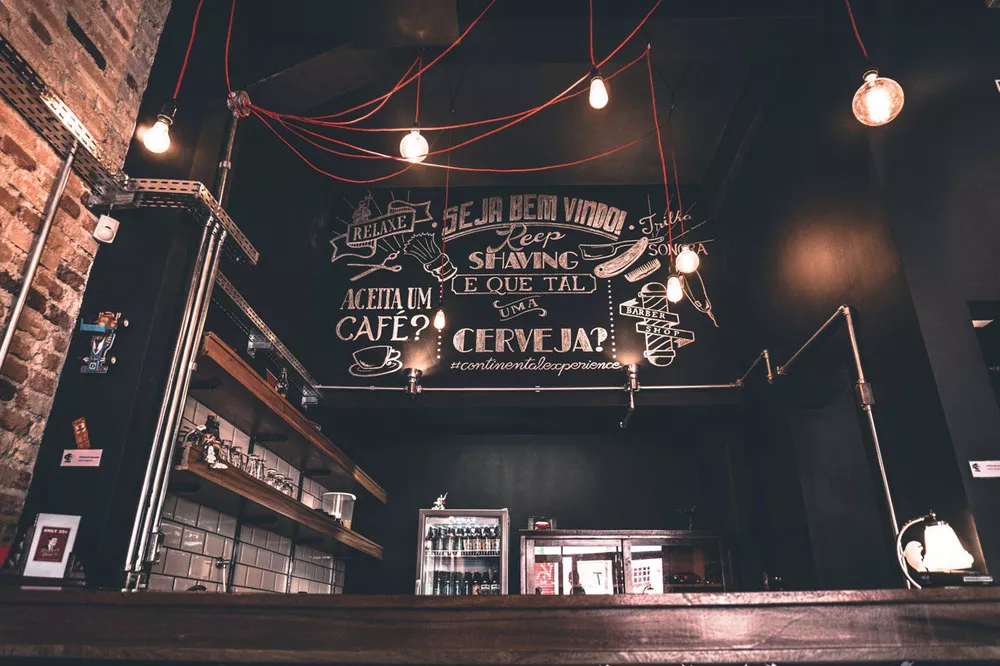 RELAXE
ACEITA UM
CAFÉ?
SEJA BEM VINDO!
Keep
SHAVING
E QUE TAL
UMA
CERVEJA?
#continentalexperience
Trilha
SONORA
BARBER
SHOP